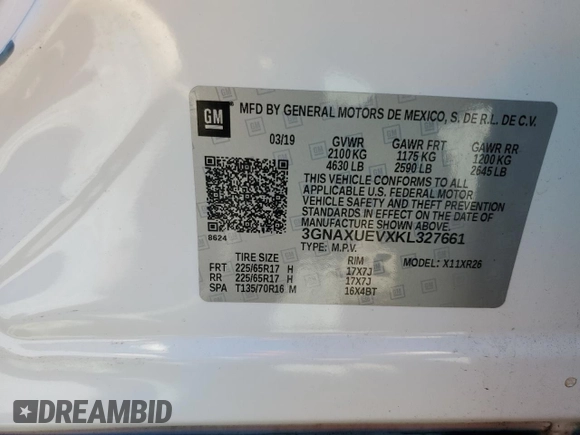 GM
MFD BY GENERAL MOTORS DE MEXICO, S. DE R.L. DE C.V.
03/19 GVWR GAWR FRT GAWR RR
2100 KG 1175 KG 1200 KG
4630 LB 2590 LB 2645 LB
THIS VEHICLE CONFORMS TO ALL
APPLICABLE U.S. FEDERAL MOTOR
VEHICLE SAFETY AND THEFT
PREVENTION STANDARDS IN EFFECT
ON THE DATE OF MANUFACTURE
SHOWN ABOVE.
8624
3GNAXUEVXKL327661
TYPE: M.P.V. MODEL: X11XR26
TIRE SIZE RIM
FRT 225/65R17 H 17X7J
RR 225/65R17 H 17X7J
SPA T135/70R16 M 16X4BT
DREAMBID